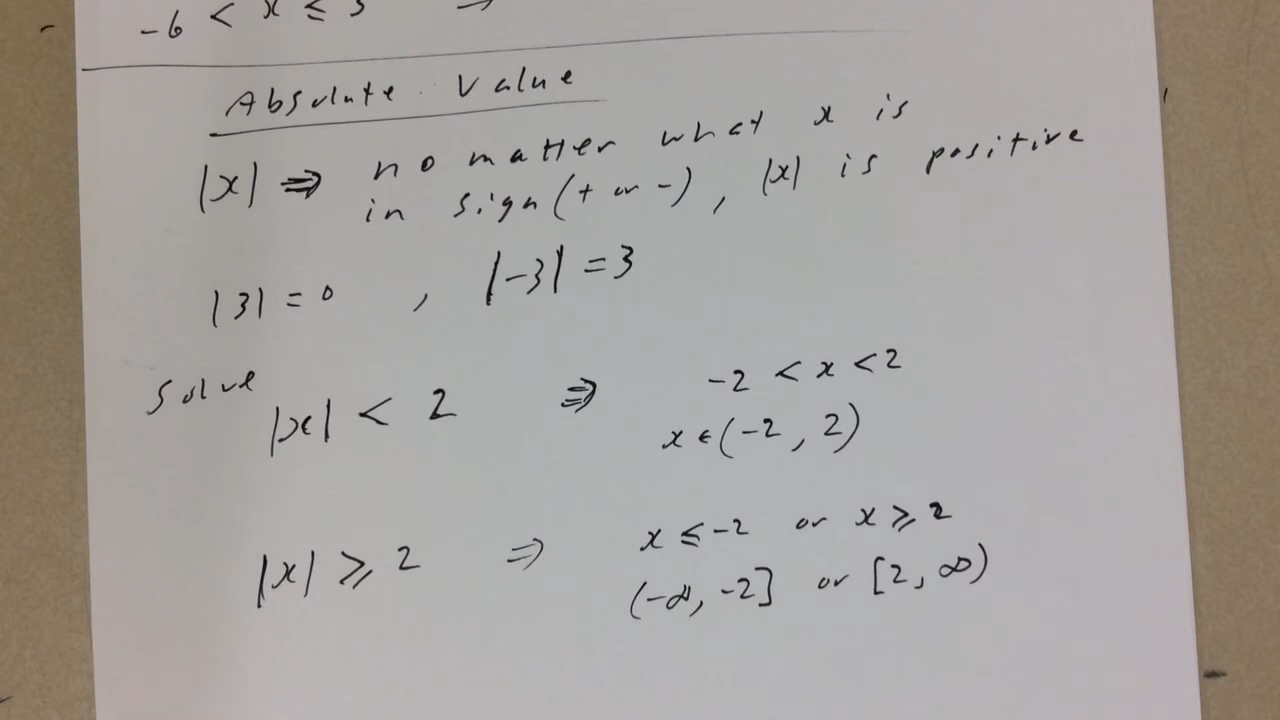 -6 < x ≤
Absolute Value
|x| ⇒ no matter what x is
in sign (+ or -), |x| is positive
|3| = 0 , |-3| = 3
Solve
|x| < 2 ⇒ -2 < x < 2
x ∈ (-2, 2)
|x| ≥ 2 ⇒ x ≤ -2 or x ≥ 2
(-∞, -2] or [2, ∞)